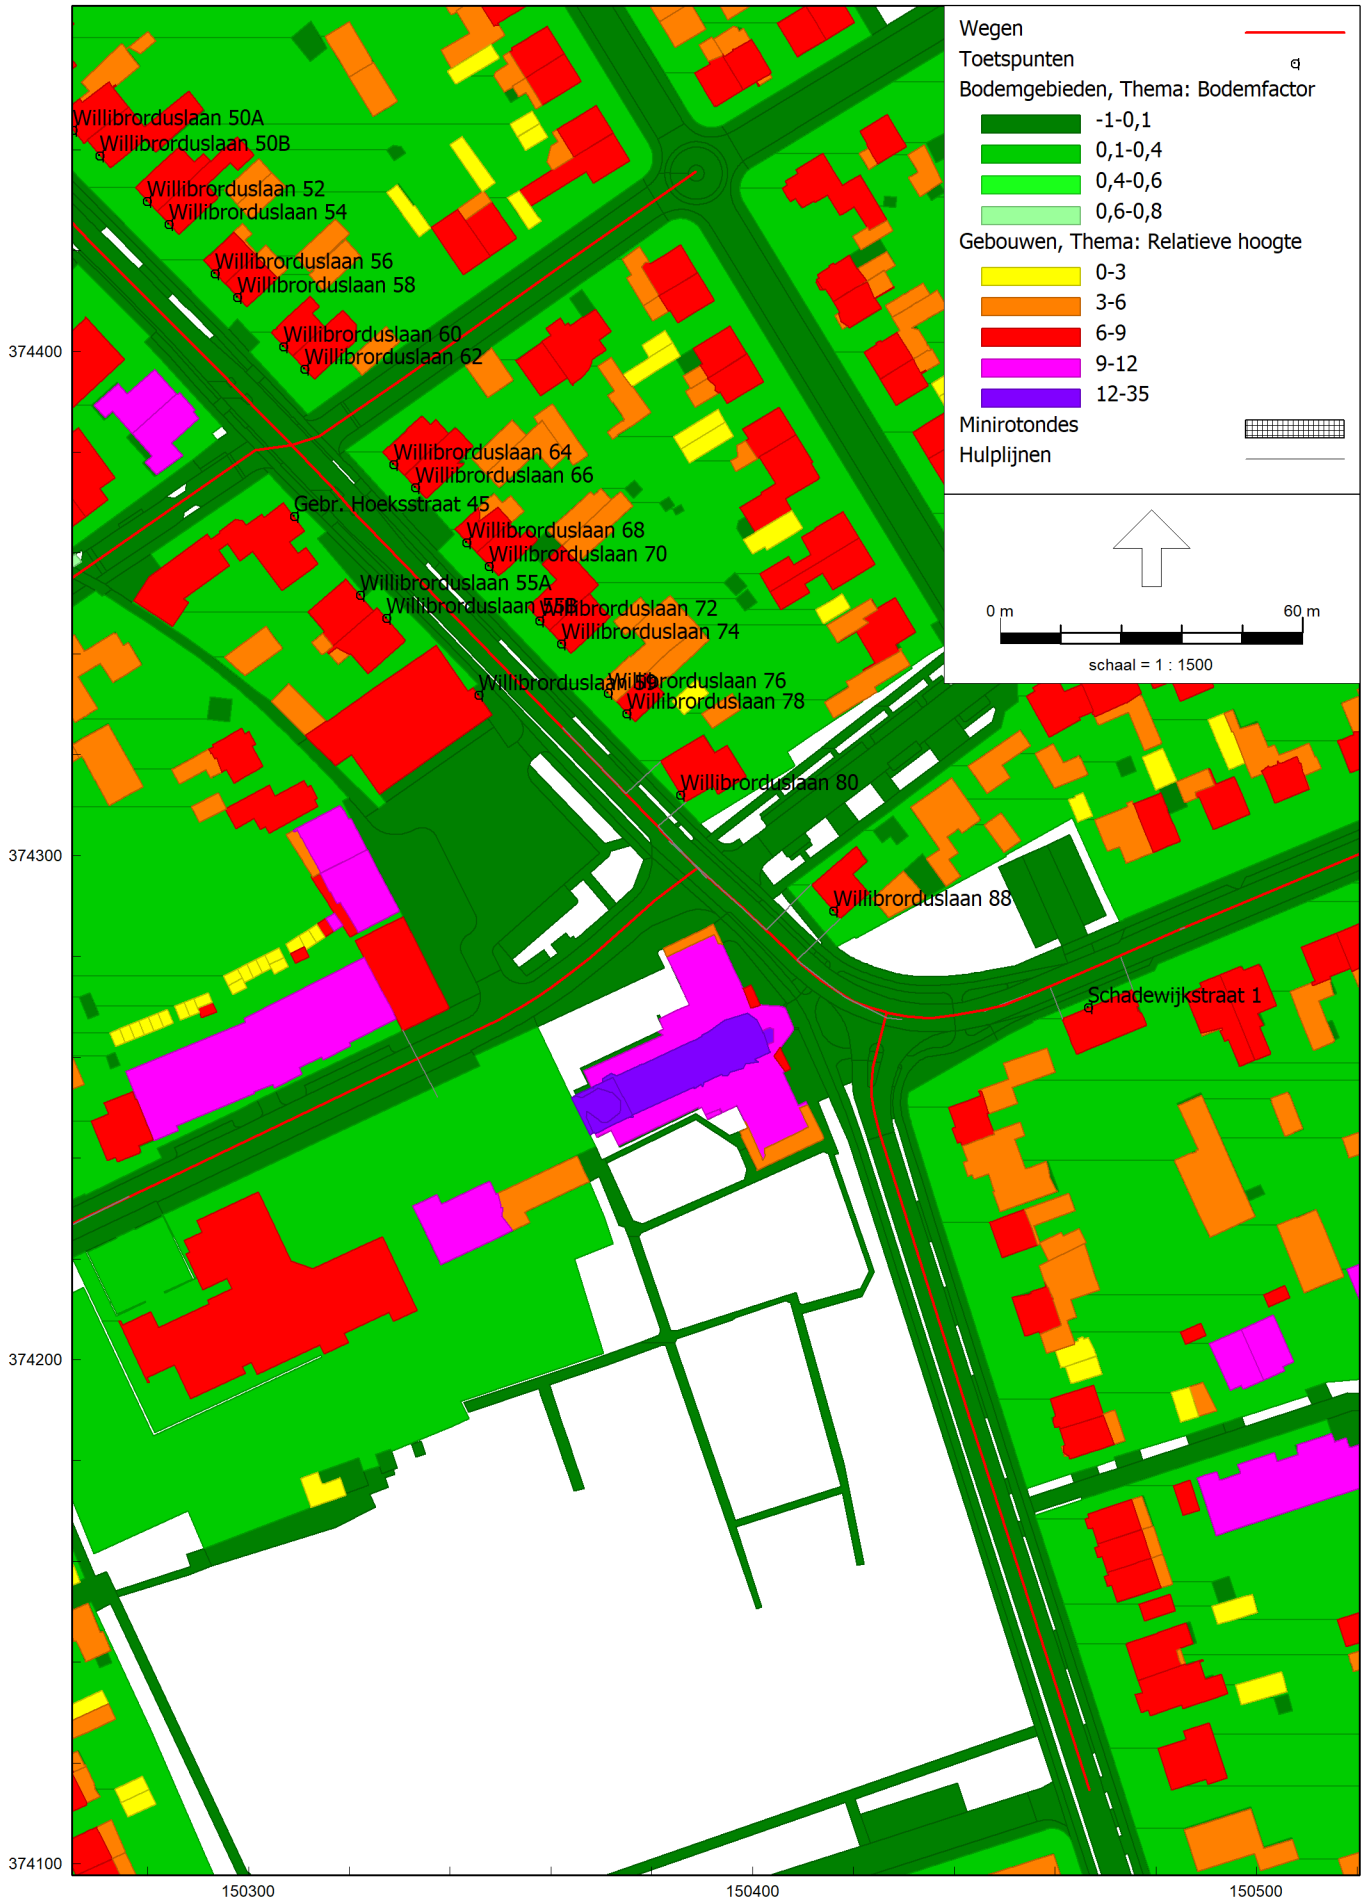 Wegen
Toetspunten
Bodemgebieden, Thema: Bodemfactor
-1-0,1
0,1-0,4
0,4-0,6
0,6-0,8
Gebouwen, Thema: Relatieve hoogte
0-3
3-6
6-9
9-12
12-35
Minirotondes
Hulplijnen
0 m 60 m
schaal = 1 : 1500
Willibrorduslaan 50A
Willibrorduslaan 50B
Willibrorduslaan 52
Willibrorduslaan 54
Willibrorduslaan 56
Willibrorduslaan 58
Willibrorduslaan 60
Willibrorduslaan 62
Willibrorduslaan 64
Willibrorduslaan 66
Gebr. Hoeksstraat 45
Willibrorduslaan 68
Willibrorduslaan 70
Willibrorduslaan 55A
Willibrorduslaan 55B
Willibrorduslaan 72
Willibrorduslaan 74
Willibrorduslaan 59
Willibrorduslaan 76
Willibrorduslaan 78
Willibrorduslaan 80
Willibrorduslaan 88
Schadewijkstraat 1
374400
374300
374200
374100
150300
150400
150500